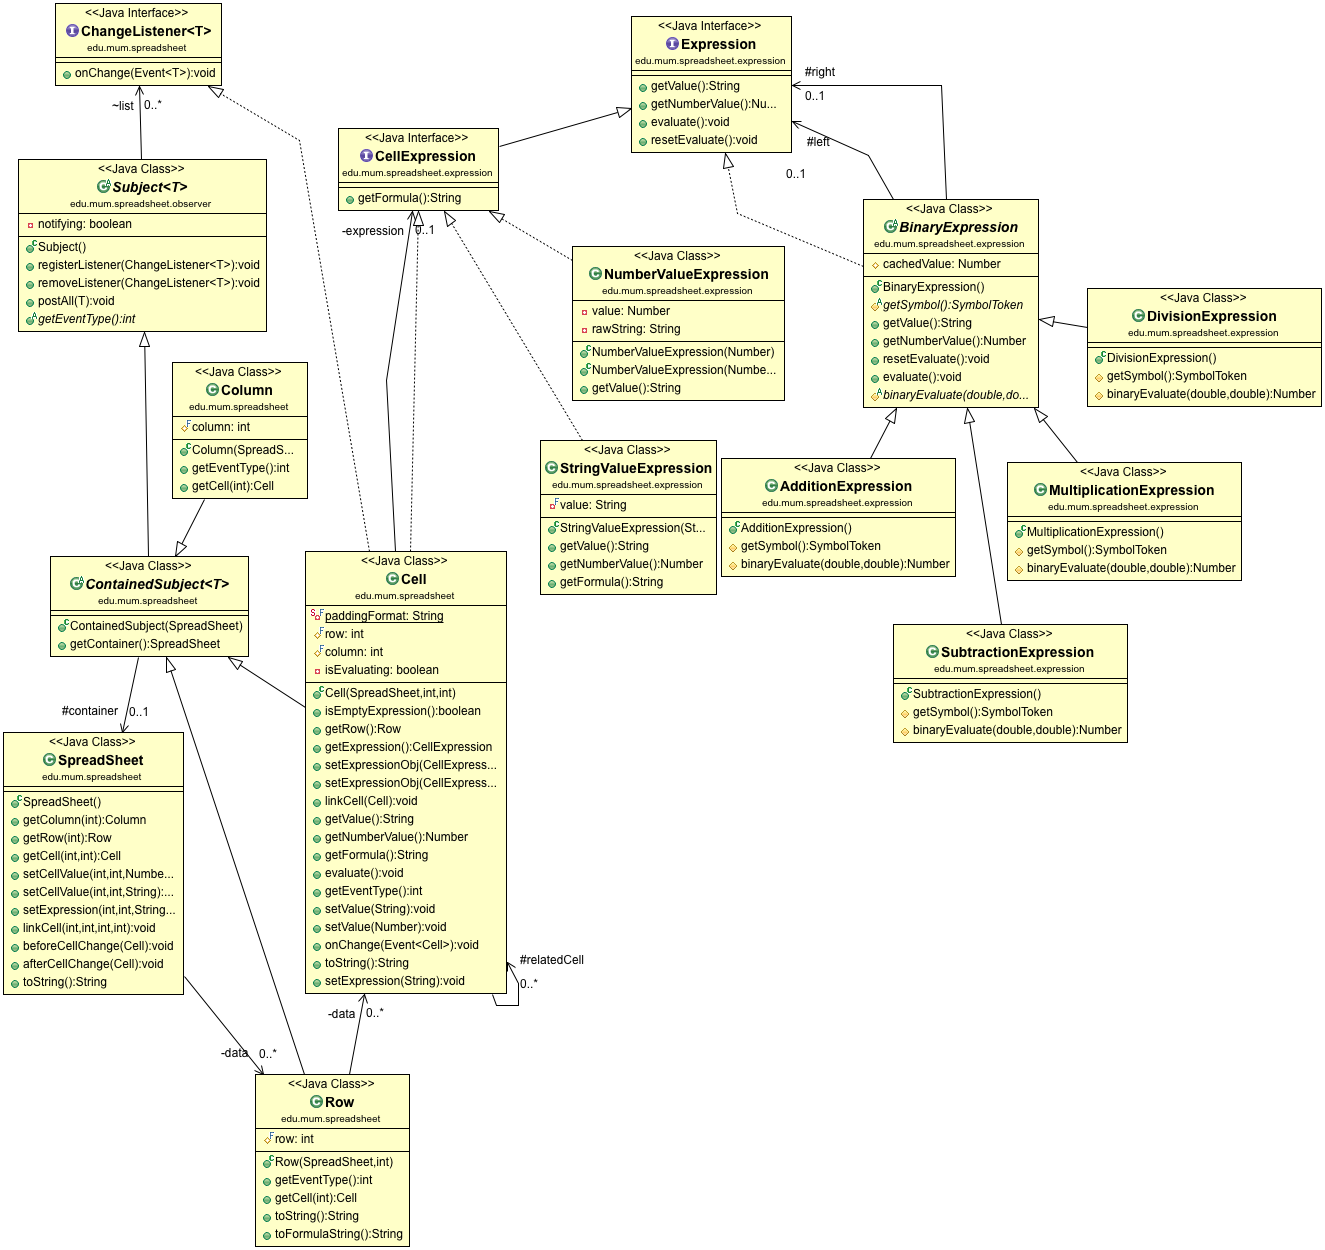 <<Java Interface>>
ChangeListener<T>
edu.mum.spreadsheet
onChange(Event<T>):void
~list
0..*
<<Java Class>>
Subject<T>
edu.mum.spreadsheet.observer
notifying: boolean
Subject()
registerListener(ChangeListener<T>):void
removeListener(ChangeListener<T>):void
postAll(T):void
getEventType():int
<<Java Class>>
Column
edu.mum.spreadsheet
column: int
Column(SpreadS...
getEventType():int
getCell(int):Cell
<<Java Class>>
ContainedSubject<T>
edu.mum.spreadsheet
ContainedSubject(SpreadSheet)
getContainer():SpreadSheet
#container
0..1
<<Java Class>>
SpreadSheet
edu.mum.spreadsheet
SpreadSheet()
getColumn(int):Column
getRow(int):Row
getCell(int,int):Cell
setCellValue(int,int,Numbe...
setCellValue(int,int,String):...
setExpression(int,int,String...
linkCell(int,int,int,int):void
beforeCellChange(Cell):void
afterCellChange(Cell):void
toString():String
-data
0..*
<<Java Class>>
Row
edu.mum.spreadsheet
row: int
Row(SpreadSheet,int)
getEventType():int
getCell(int):Cell
toString():String
toFormulaString():String
-data
0..*
<<Java Class>>
Cell
edu.mum.spreadsheet
paddingFormat: String
row: int
column: int
isEvaluating: boolean
Cell(SpreadSheet,int,int)
isEmptyExpression():boolean
getRow():Row
getExpression():CellExpression
setExpressionObj(CellExpress...
setExpressionObj(CellExpress...
linkCell(Cell):void
getValue():String
getNumberValue():Number
getFormula():String
evaluate():void
getEventType():int
setValue(String):void
setValue(Number):void
onChange(Event<Cell>):void
toString():String
setExpression(String):void
#relatedCell
0..*
<<Java Interface>>
CellExpression
edu.mum.spreadsheet.expression
getFormula():String
-expression
0..1
<<Java Interface>>
Expression
edu.mum.spreadsheet.expression
getValue():String
getNumberValue():Nu...
evaluate():void
resetEvaluate():void
#right
0..1
#left
0..1
<<Java Class>>
NumberValueExpression
edu.mum.spreadsheet.expression
value: Number
rawString: String
NumberValueExpression(Number)
NumberValueExpression(Numbe...
getValue():String
<<Java Class>>
StringValueExpression
edu.mum.spreadsheet.expression
value: String
StringValueExpression(St...
getValue():String
getNumberValue():Number
getFormula():String
<<Java Class>>
BinaryExpression
edu.mum.spreadsheet.expression
cachedValue: Number
BinaryExpression()
getSymbol():SymbolToken
getValue():String
getNumberValue():Number
resetEvaluate():void
evaluate():void
binaryEvaluate(double,do...
<<Java Class>>
DivisionExpression
edu.mum.spreadsheet.expression
DivisionExpression()
getSymbol():SymbolToken
binaryEvaluate(double,double):Number
<<Java Class>>
AdditionExpression
edu.mum.spreadsheet.expression
AdditionExpression()
getSymbol():SymbolToken
binaryEvaluate(double,double):Number
<<Java Class>>
MultiplicationExpression
edu.mum.spreadsheet.expression
MultiplicationExpression()
getSymbol():SymbolToken
binaryEvaluate(double,double):Number
<<Java Class>>
SubtractionExpression
edu.mum.spreadsheet.expression
SubtractionExpression()
getSymbol():SymbolToken
binaryEvaluate(double,double):Number